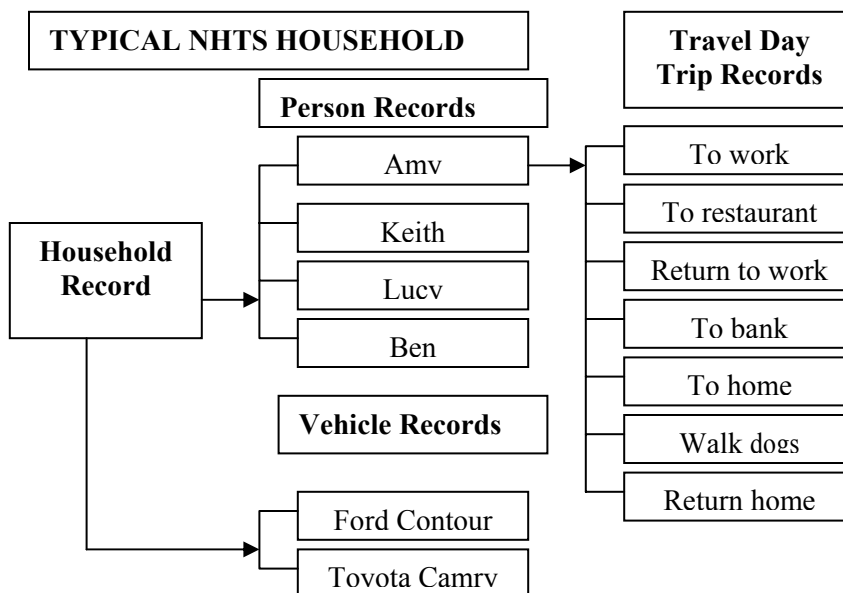 TYPICAL NHTS HOUSEHOLD
Travel Day
Trip Records
Person Records
Amy
Keith
Lucy
Ben
Household
Record
To work
To restaurant
Return to work
To bank
To home
Walk dogs
Return home
Vehicle Records
Ford Contour
Toyota Camry